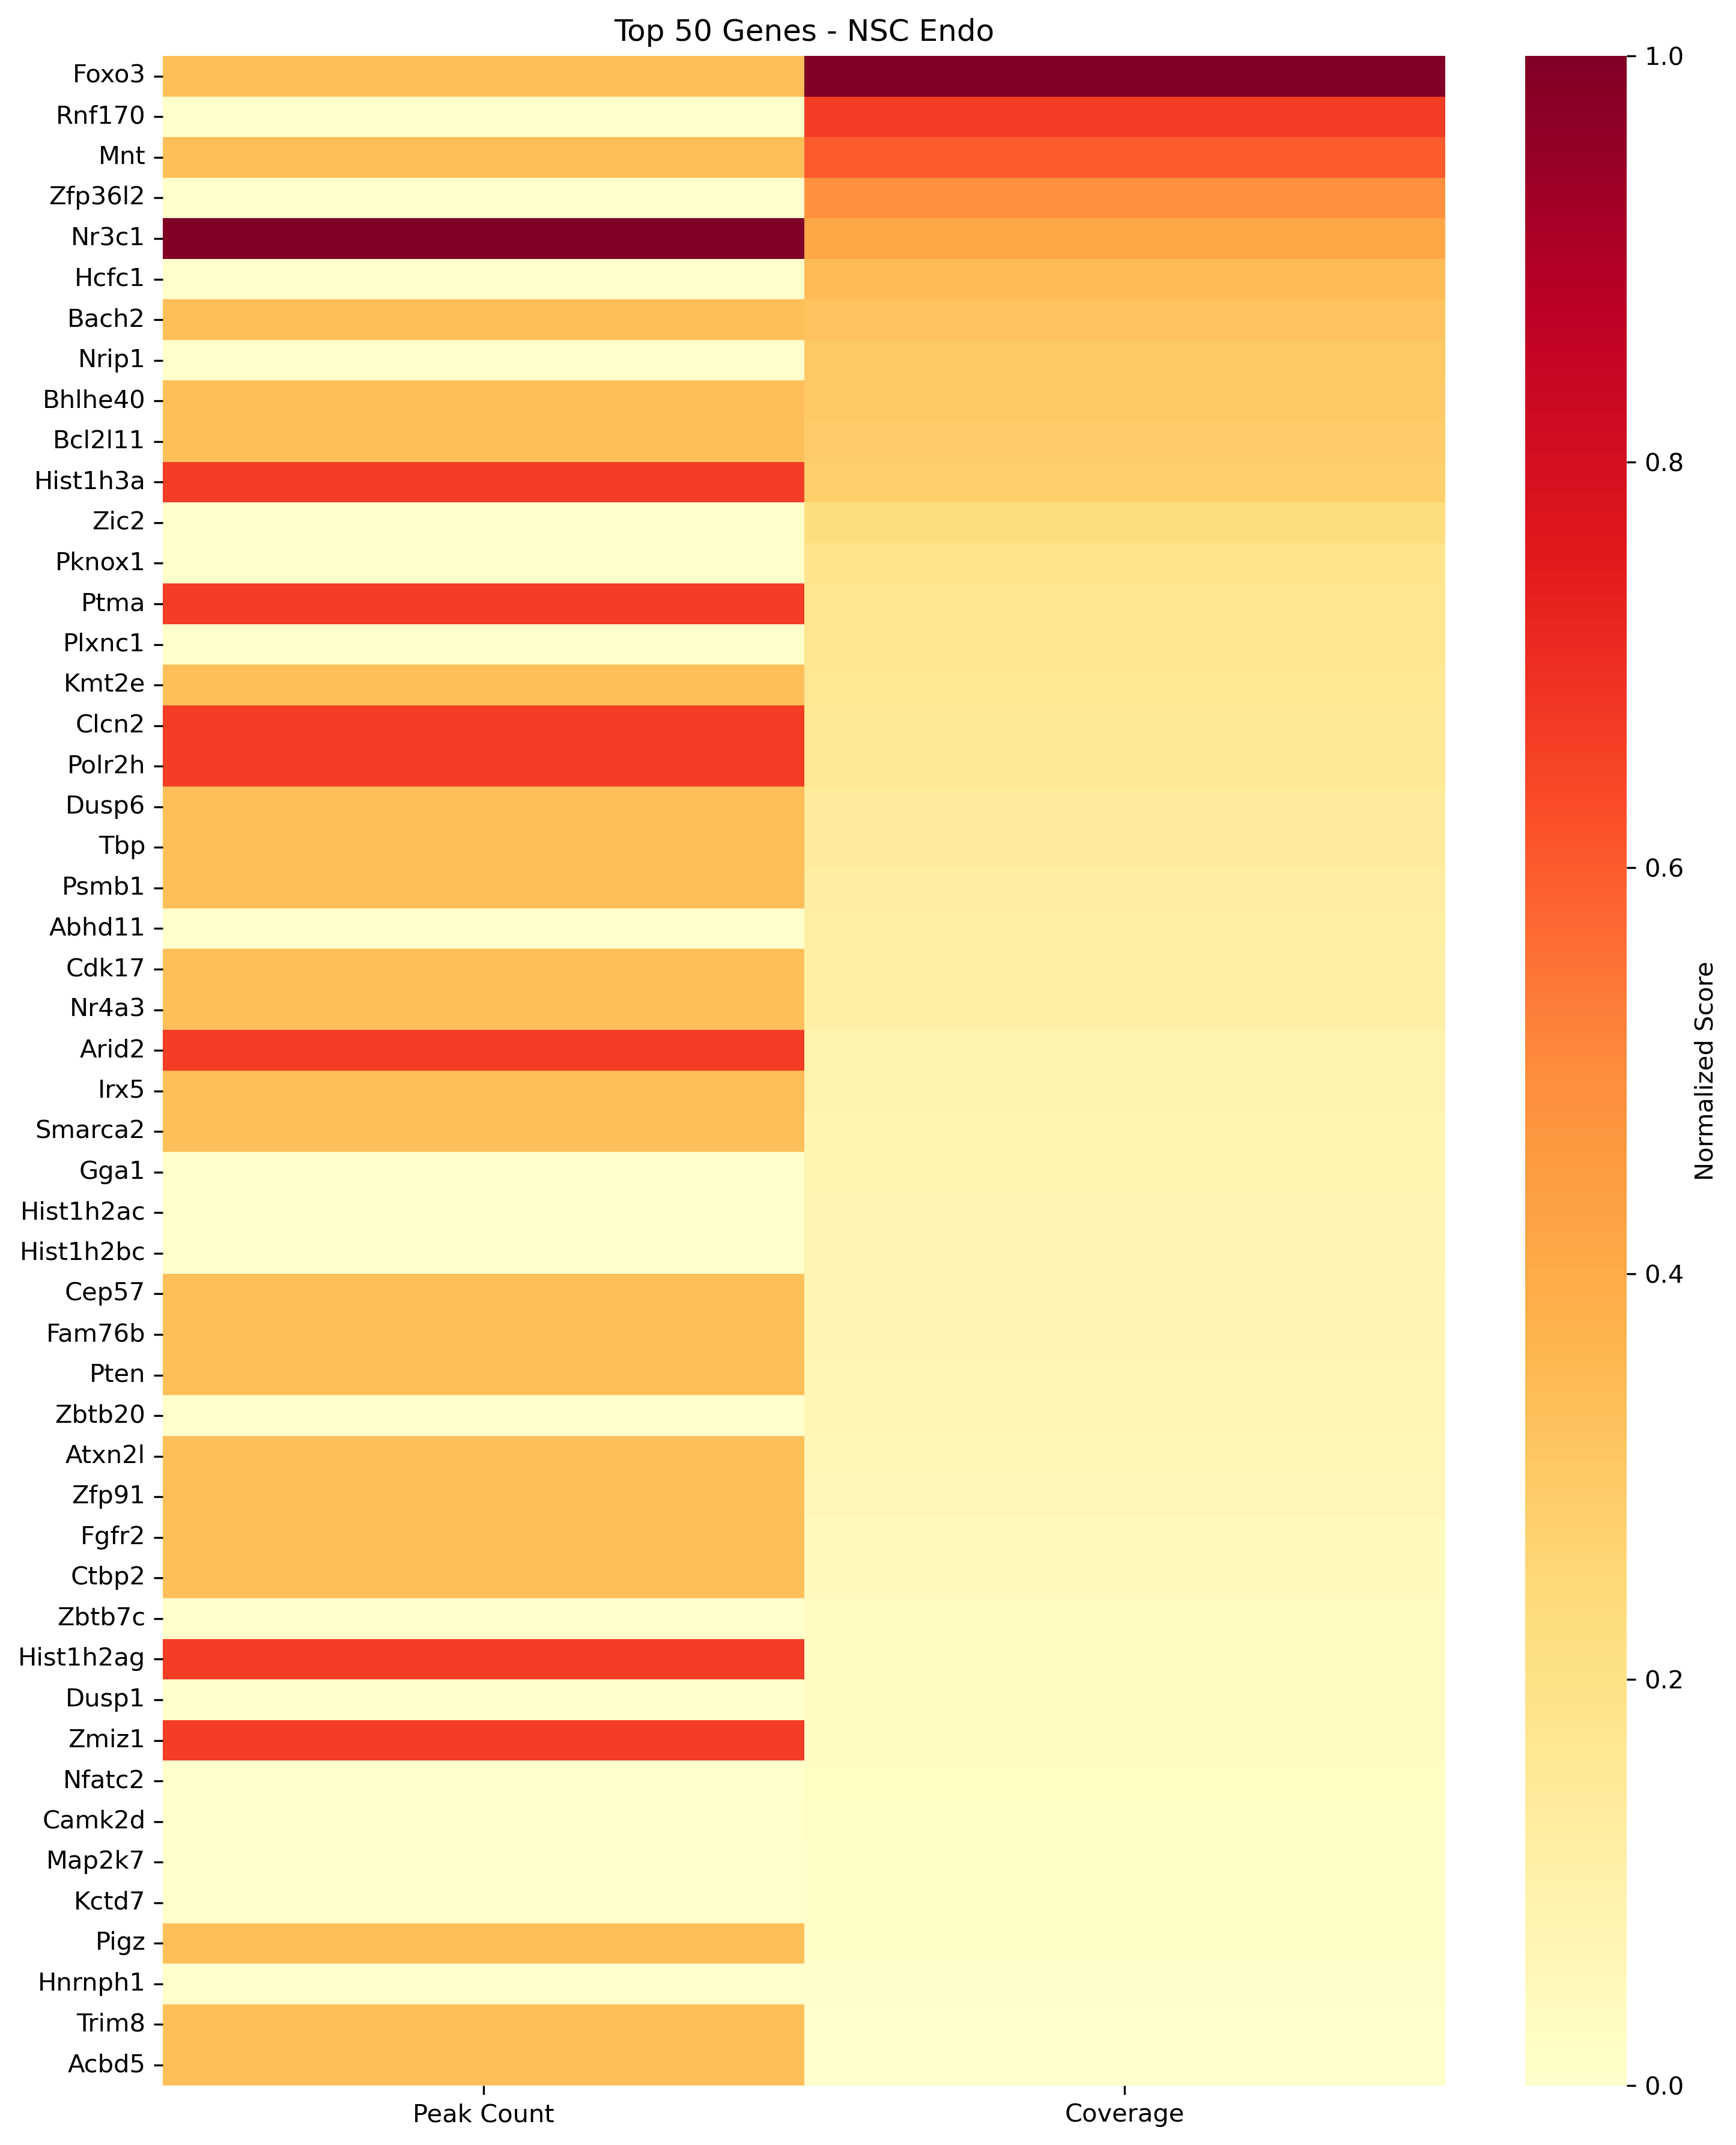 Top 50 Genes - NSC Endo
Foxo3
Rnf170
Mnt
Zfp36l2
Nr3c1
Hcfc1
Bach2
Nrip1
Bhlhe40
Bcl2l11
Hist1h3a
Zic2
Pknox1
Ptma
Plxnc1
Kmt2e
Clcn2
Polr2h
Dusp6
Tbp
Psmb1
Abhd11
Cdk17
Nr4a3
Arid2
Irx5
Smarca2
Gga1
Hist1h2ac
Hist1h2bc
Cep57
Fam76b
Pten
Zbtb20
Atxn2l
Zfp91
Fgfr2
Ctbp2
Zbtb7c
Hist1h2ag
Dusp1
Zmiz1
Nfatc2
Camk2d
Map2k7
Kctd7
Pigz
Hnrnph1
Trim8
Acbd5
Peak Count
Coverage
1.0
0.8
0.6
0.4
0.2
0.0
Normalized Score